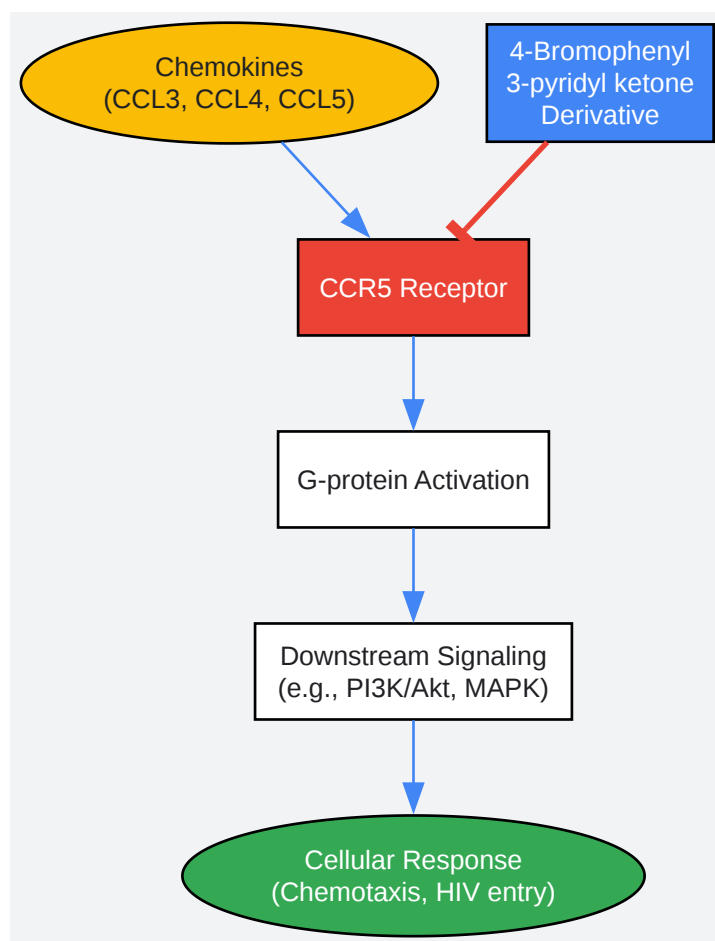 Chemokines
(CCL3, CCL4, CCL5)
4-Bromophenyl
3-pyridyl ketone
Derivative
CCR5 Receptor
G-protein Activation
Downstream Signaling
(e.g., PI3K/Akt, MAPK)
Cellular Response
(Chemotaxis, HIV entry)